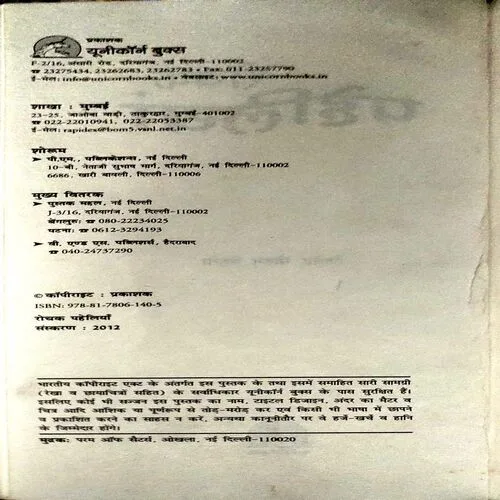 प्रकाशक
यूनीकॉर्न बुक्स
F-2/16, अंसारी रोड, दरियागंज, नई दिल्ली-110002
☎ 23275434, 23262683, 23262783 • Fax: 011-23257790
ई-मेल: info@unicornbooks.in • वेबसाइट: www.unicornbooks.in
शाखा : मुम्बई
23-25, जाओबा वाडी, ठाकुरद्वार, मुम्बई-400002
☎ 022-22010941, 022-22053387
ई-मेल: rapidex@bom5.vsnl.net.in
शोरूम
➤ पी.एम., पब्लिकेशन्स, नई दिल्ली
10-बी, नेताजी सुभाष मार्ग, दरियागंज, नई दिल्ली-110002
6686, खारी बावली, दिल्ली-110006
मुख्य वितरक
➤ पुस्तक महल, नई दिल्ली
J-3/16, दरियागंज, नई दिल्ली-110002
बेंगलुरु: ☎ 080-22234025
पटना: ☎ 0612-3294193
➤ बी. एण्ड एस. पब्लिशर्स, हैदराबाद
☎ 040-24737290
© कॉपीराइट : प्रकाशक
ISBN: 978-81-7806-140-5
रोचक पहेलियाँ
संस्करण : 2012
भारतीय कॉपीराइट एक्ट के अंतर्गत इस पुस्तक के तथा इसमें समाहित सारी सामग्री
(रेखा व छायाचित्रों सहित) के सर्वाधिकार यूनीकॉर्न बुक्स के पास सुरक्षित हैं।
इसलिए कोई भी सज्जन इस पुस्तक का नाम, टाइटल डिजाइन, अंदर का मैटर व
चित्र आदि आंशिक या पूर्णरूप से तोड़-मरोड़ कर एवं किसी भी भाषा में छापने
व प्रकाशित करने का साहस न करें, अन्यथा कानूनीतौर पर वे हर्जे-खर्चे व हानि
के जिम्मेदार होंगे।
मुद्रकः परम ऑफ सैटर्स, ओखला, नई दिल्ली-110020